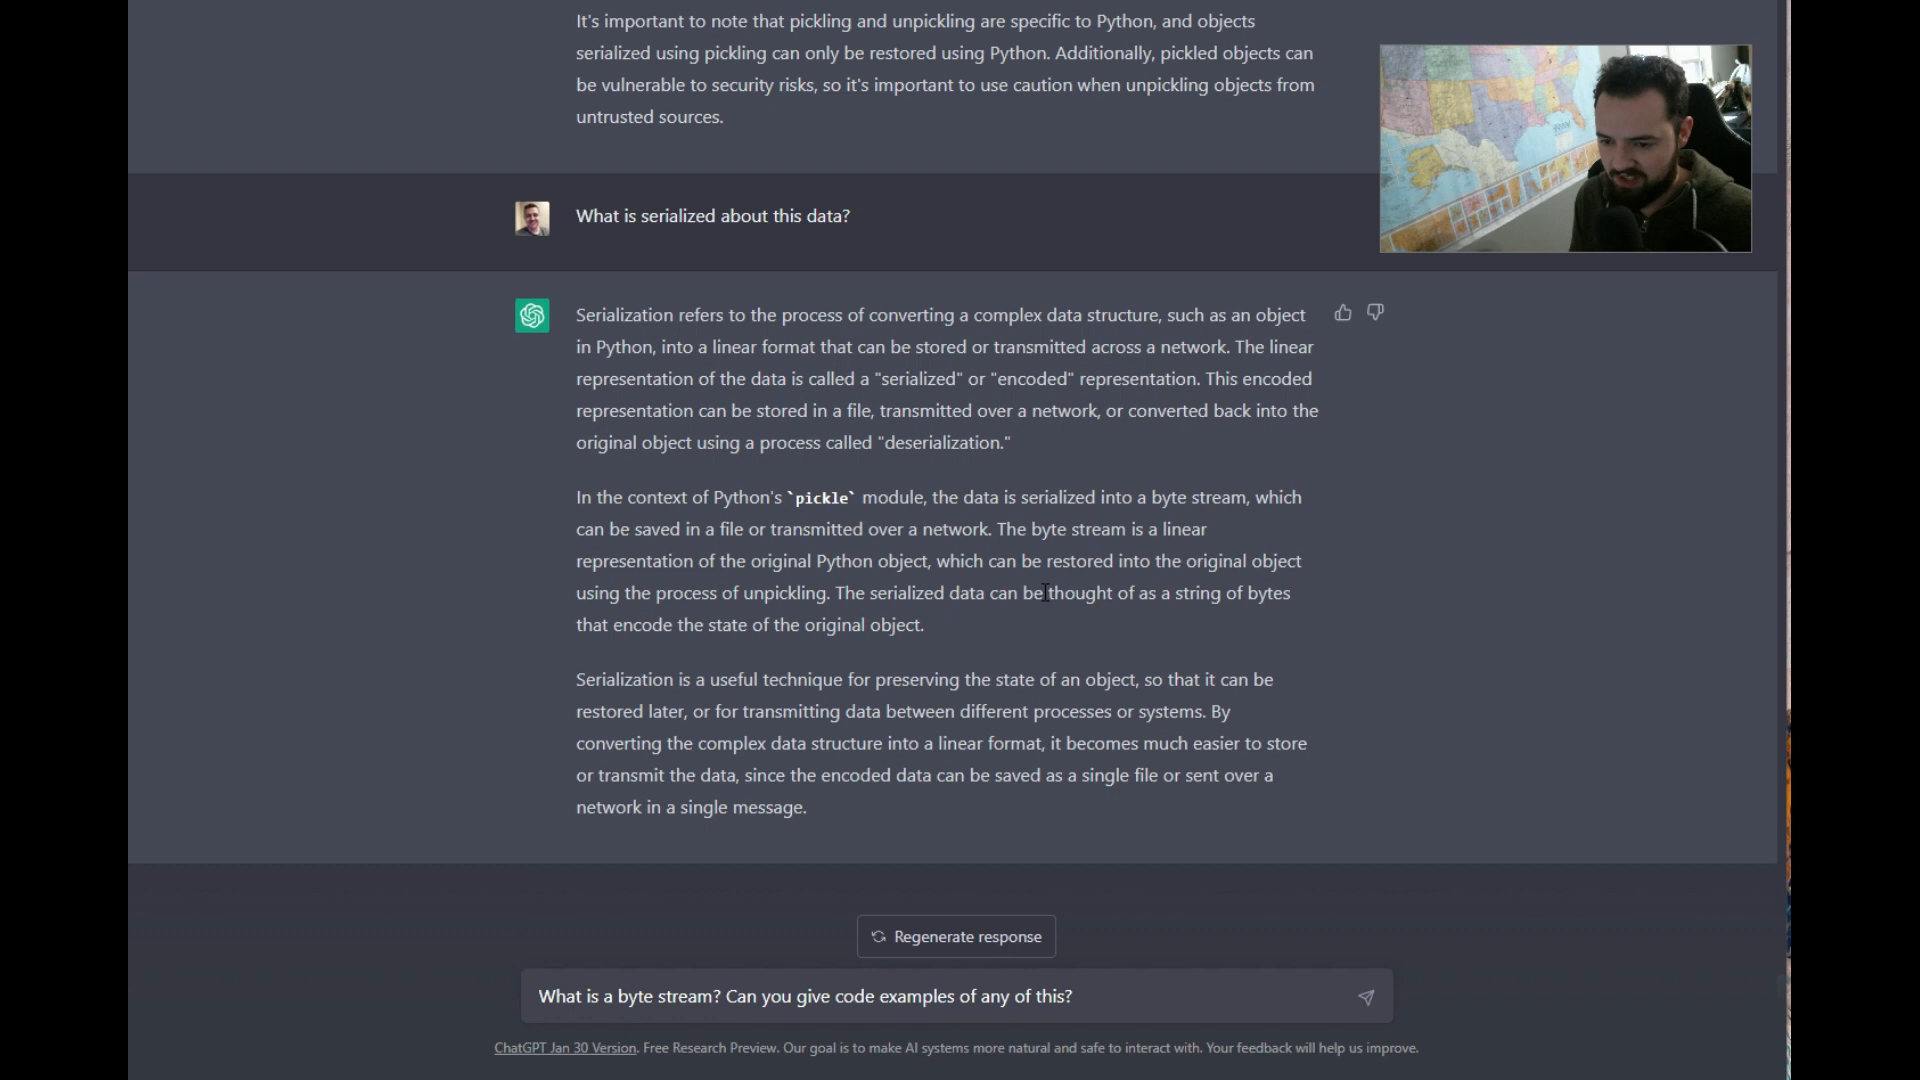 It's important to note that pickling and unpickling are specific to Python, and objects
serialized using pickling can only be restored using Python. Additionally, pickled objects can
be vulnerable to security risks, so it's important to use caution when unpickling objects from
untrusted sources.
What is serialized about this data?
Serialization refers to the process of converting a complex data structure, such as an object
in Python, into a linear format that can be stored or transmitted across a network. The linear
representation of the data is called a "serialized" or "encoded" representation. This encoded
representation can be stored in a file, transmitted over a network, or converted back into the
original object using a process called "deserialization."
In the context of Python's `pickle` module, the data is serialized into a byte stream, which
can be saved in a file or transmitted over a network. The byte stream is a linear
representation of the original Python object, which can be restored into the original object
using the process of unpickling. The serialized data can be thought of as a string of bytes
that encode the state of the original object.
Serialization is a useful technique for preserving the state of an object, so that it can be
restored later, or for transmitting data between different processes or systems. By
converting the complex data structure into a linear format, it becomes much easier to store
or transmit the data, since the encoded data can be saved as a single file or sent over a
network in a single message.
Regenerate response
What is a byte stream? Can you give code examples of any of this?
ChatGPT Jan 30 Version. Free Research Preview. Our goal is to make AI systems more natural and safe to interact with. Your feedback will help us improve.